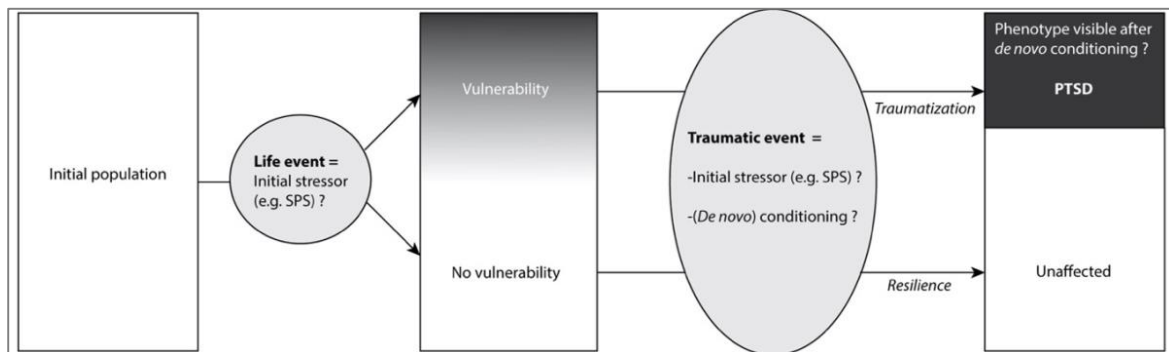 Initial population
Life event =
Initial stressor
(e.g. SPS) ?
Vulnerability
No vulnerability
Traumatic event =
-Initial stressor (e.g. SPS) ?
-(De novo) conditioning ?
Traumatization
Resilience
Phenotype visible after
de novo conditioning ?
PTSD
Unaffected